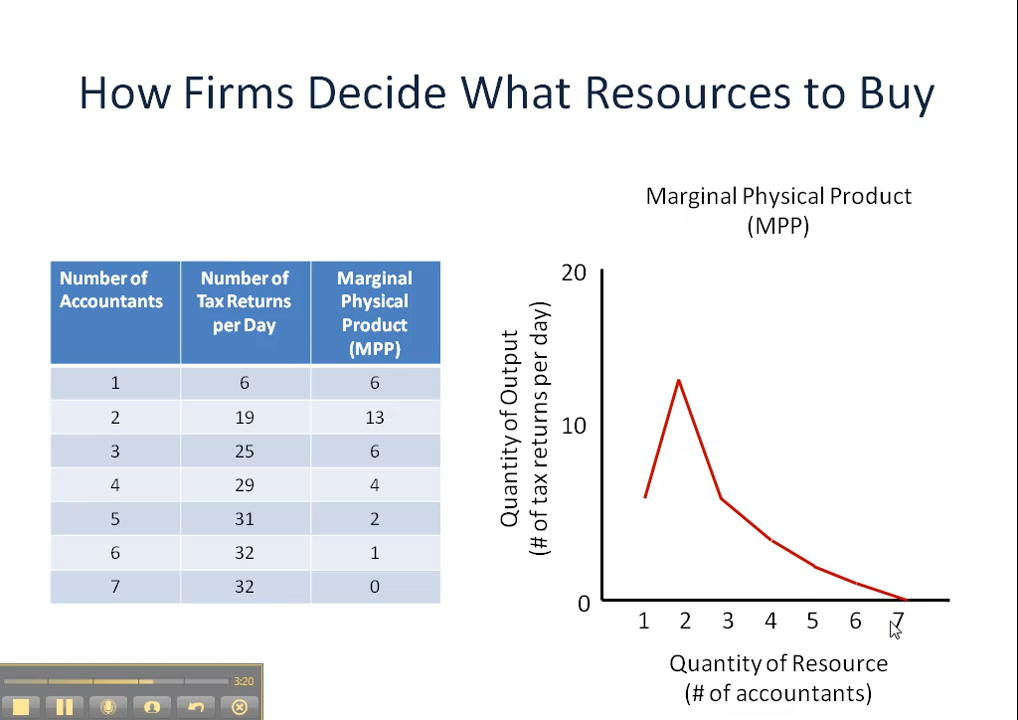 How Firms Decide What Resources to Buy
Number of
Accountants
Number of
Tax Returns
per Day
Marginal
Physical
Product
(MPP)
1 6 6
2 19 13
3 25 6
4 29 4
5 31 2
6 32 1
7 32 0
Marginal Physical Product
(MPP)
Quantity of Output
(# of tax returns per day)
20
10
0
1 2 3 4 5 6 7
Quantity of Resource
(# of accountants)
3:20